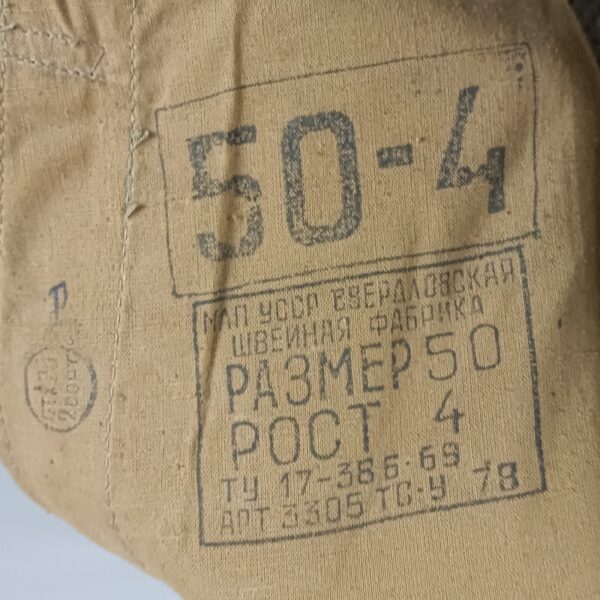 50-4
МЛП УССР СВЕРДЛОВСКАЯ
ШВЕЙНАЯ ФАБРИКА
РАЗМЕР 50
РОСТ 4
ТУ 17-366-69
АРТ 3305 ТС-У 78